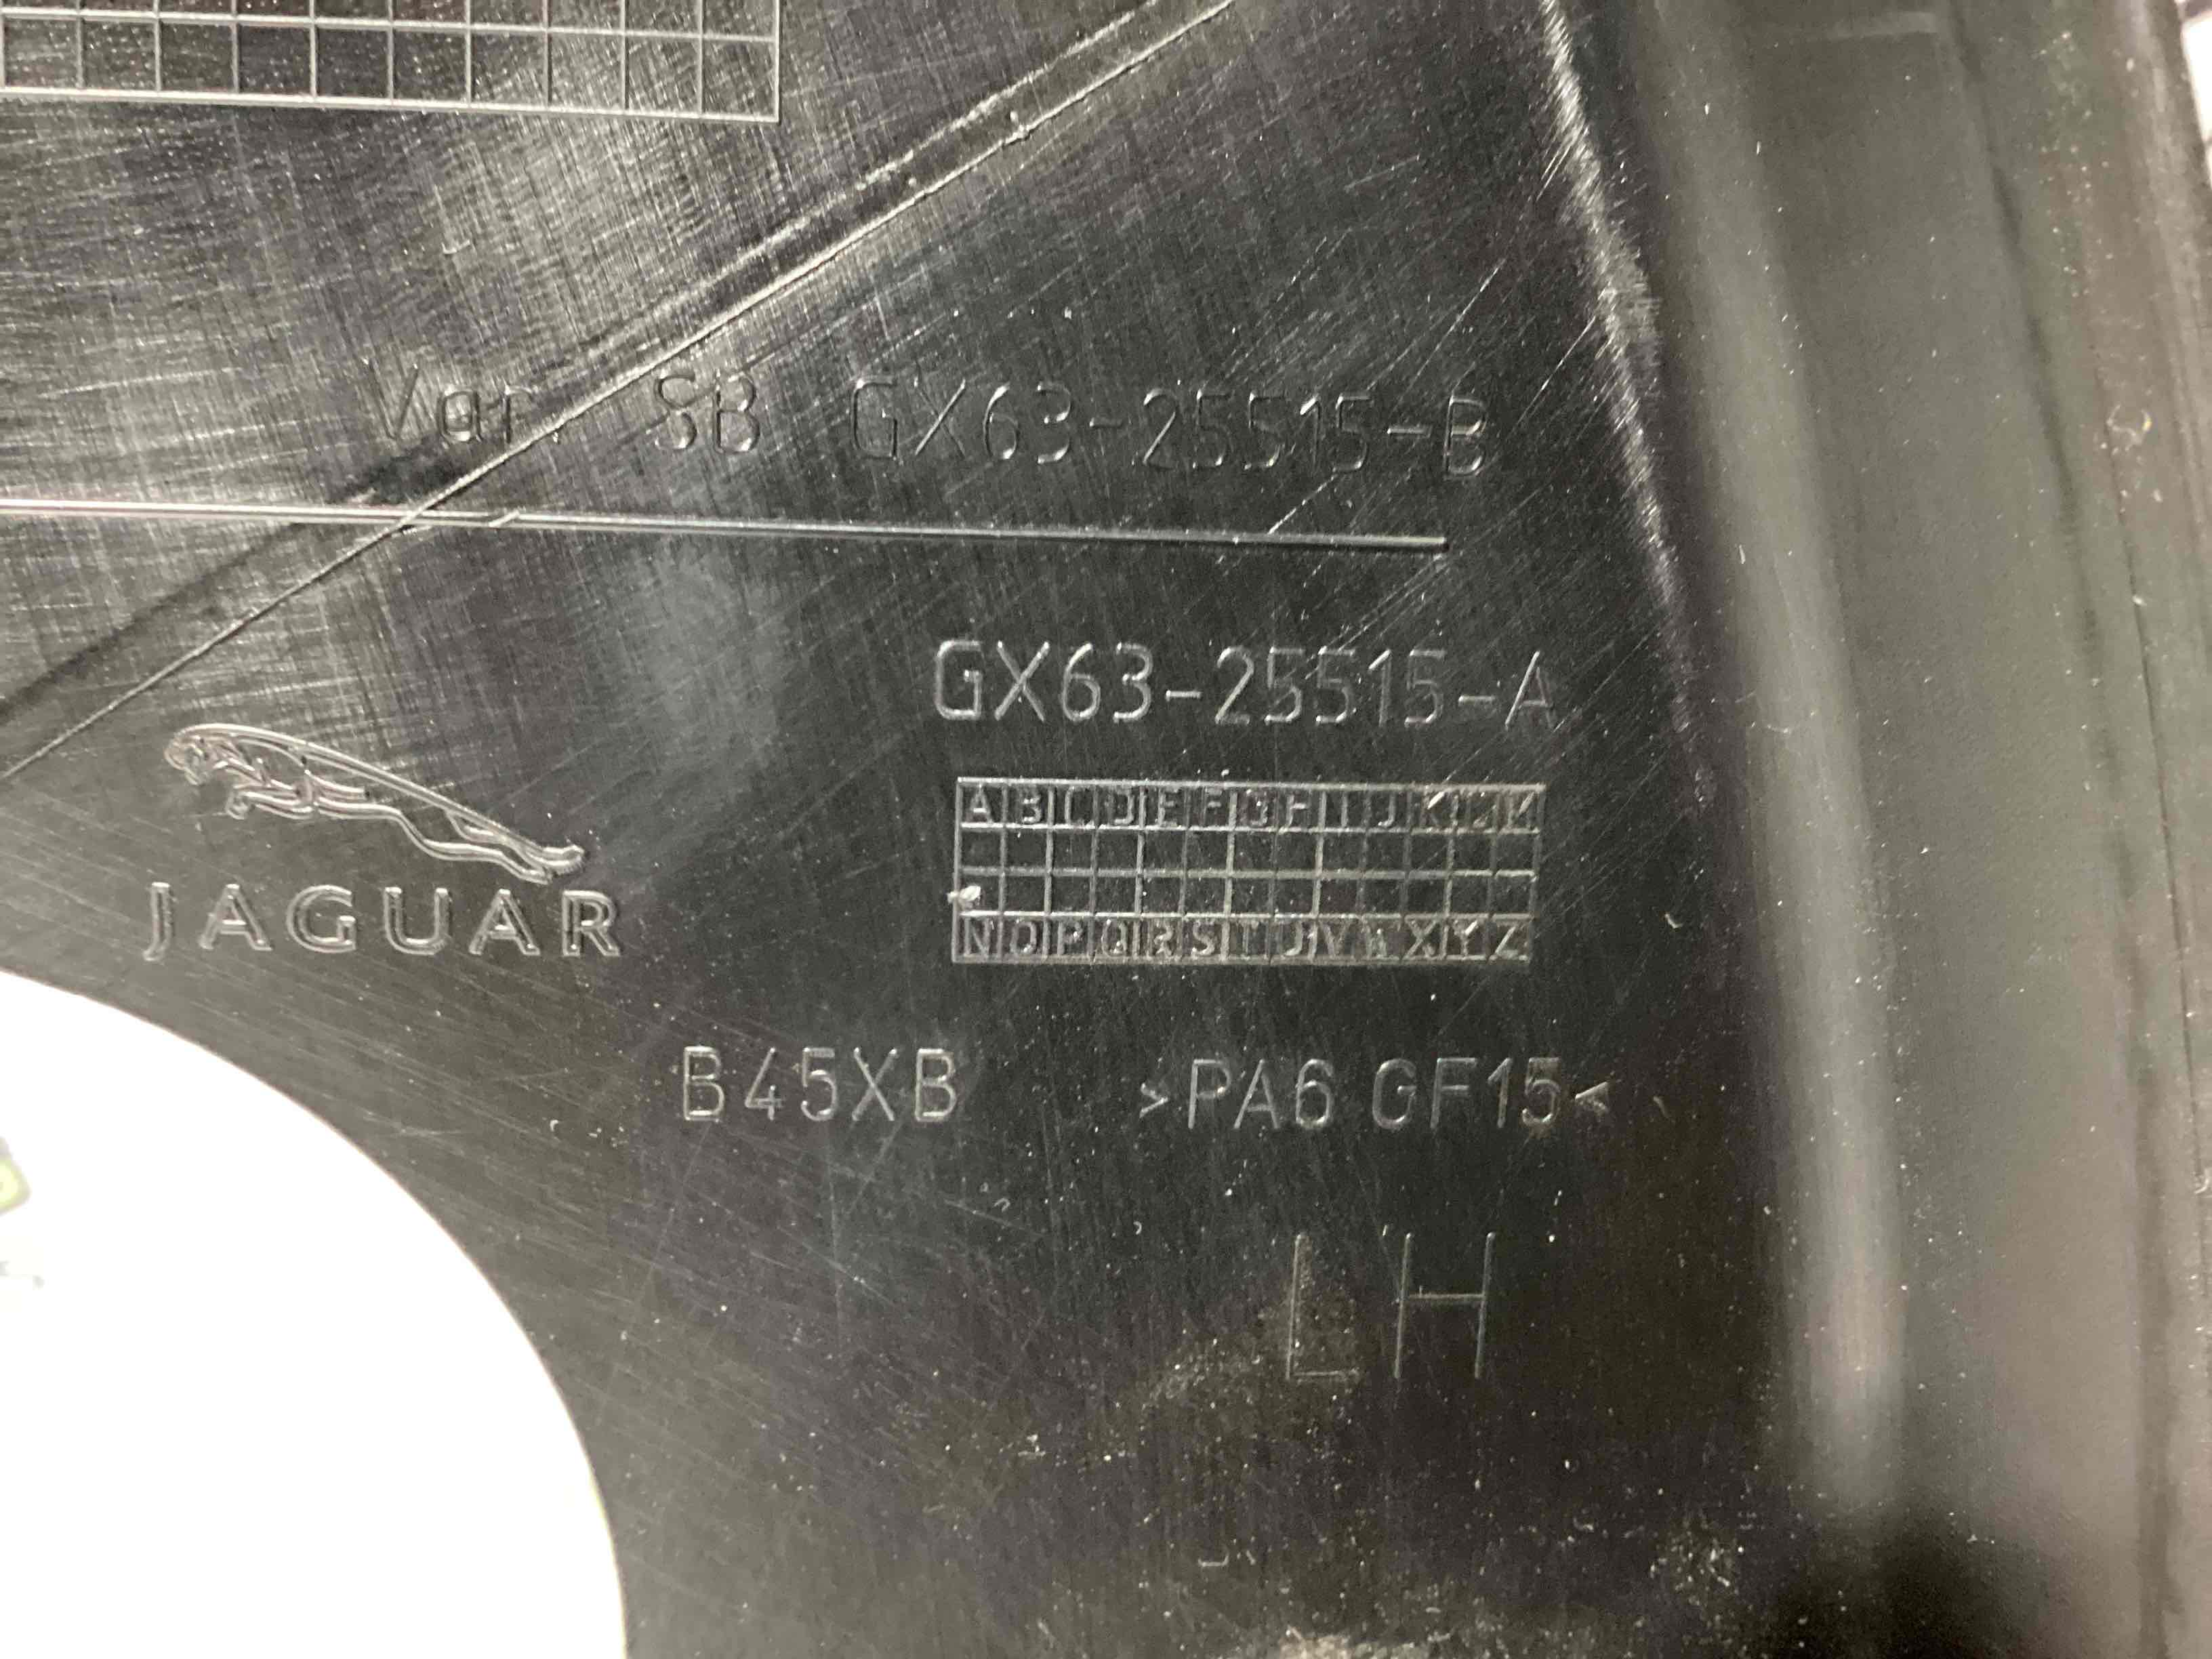 Var. SB GX63-25515-B
GX63-25515-A
JAGUAR
A B C D E F G H I J K L M
N O P Q R S T U V W X Y Z
B45XB >PA6 GF15<
LH